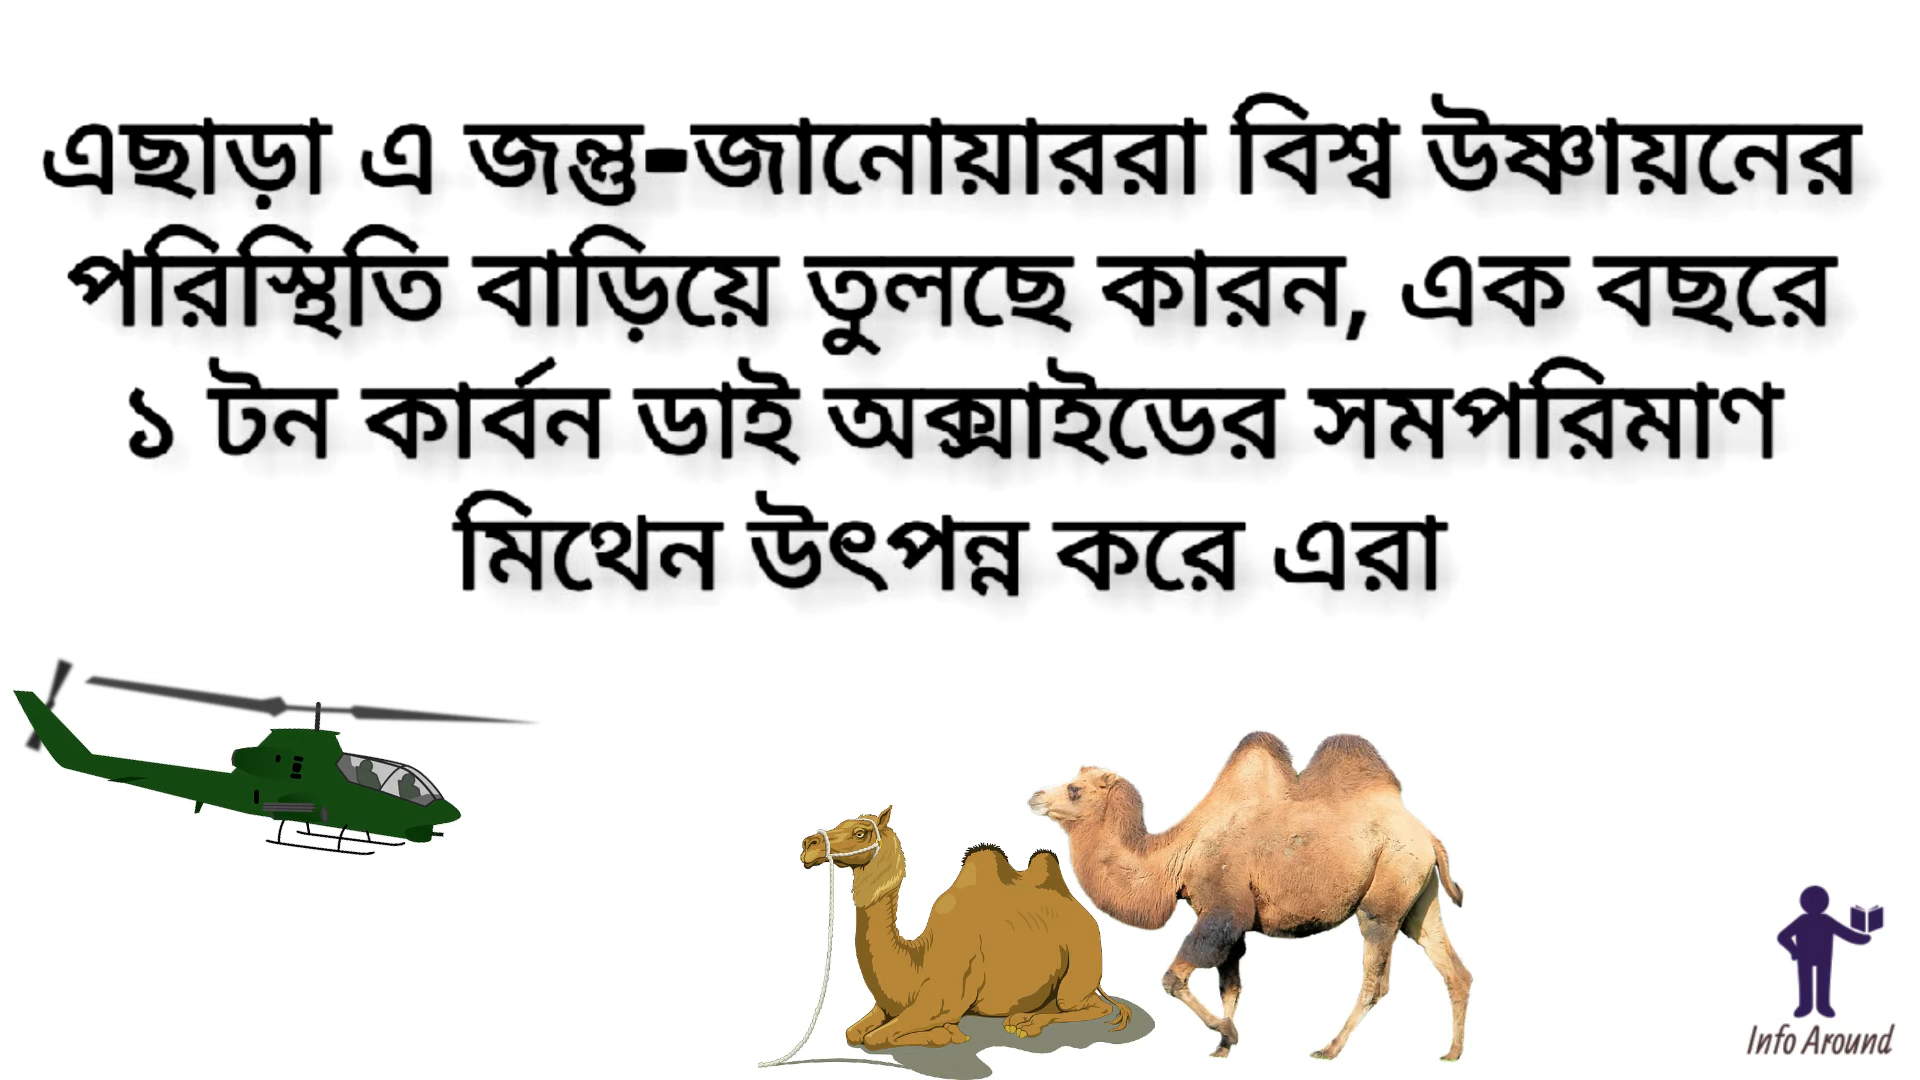 এছাড়া এ জন্তু-জানোয়াররা বিশ্ব উষ্ণায়নের
পরিস্থিতি বাড়িয়ে তুলছে কারন, এক বছরে
১ টন কার্বন ডাই অক্সাইডের সমপরিমাণ
মিথেন উৎপন্ন করে এরা
Info Around